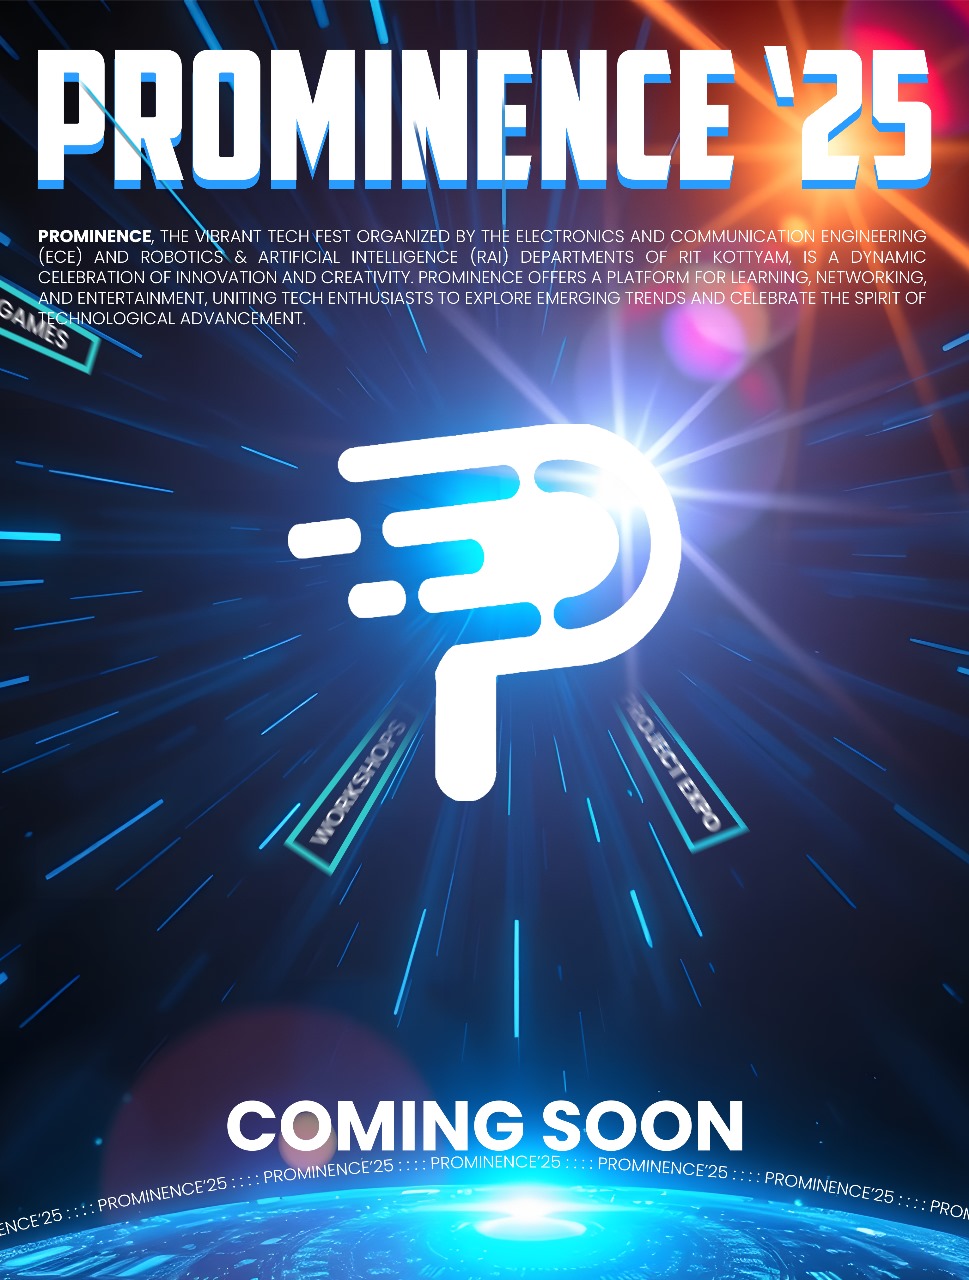 PROMINENCE '25
PROMINENCE, THE VIBRANT TECH FEST ORGANIZED BY THE ELECTRONICS AND COMMUNICATION ENGINEERING
(ECE) AND ROBOTICS & ARTIFICIAL INTELLIGENCE (RAI) DEPARTMENTS OF RIT KOTTYAM, IS A DYNAMIC
CELEBRATION OF INNOVATION AND CREATIVITY. PROMINENCE OFFERS A PLATFORM FOR LEARNING, NETWORKING,
AND ENTERTAINMENT, UNITING TECH ENTHUSIASTS TO EXPLORE EMERGING TRENDS AND CELEBRATE THE SPIRIT OF
TECHNOLOGICAL ADVANCEMENT.
GAMES
WORKSHOPS
PROJECT EXPO
COMING SOON
ENCE'25 :::: PROMINENCE'25 :::: PROMINENCE'25 :::: PROMINENCE'25 :::: PROMINENCE'25 :::: PROMINENCE'25 :::: PROM